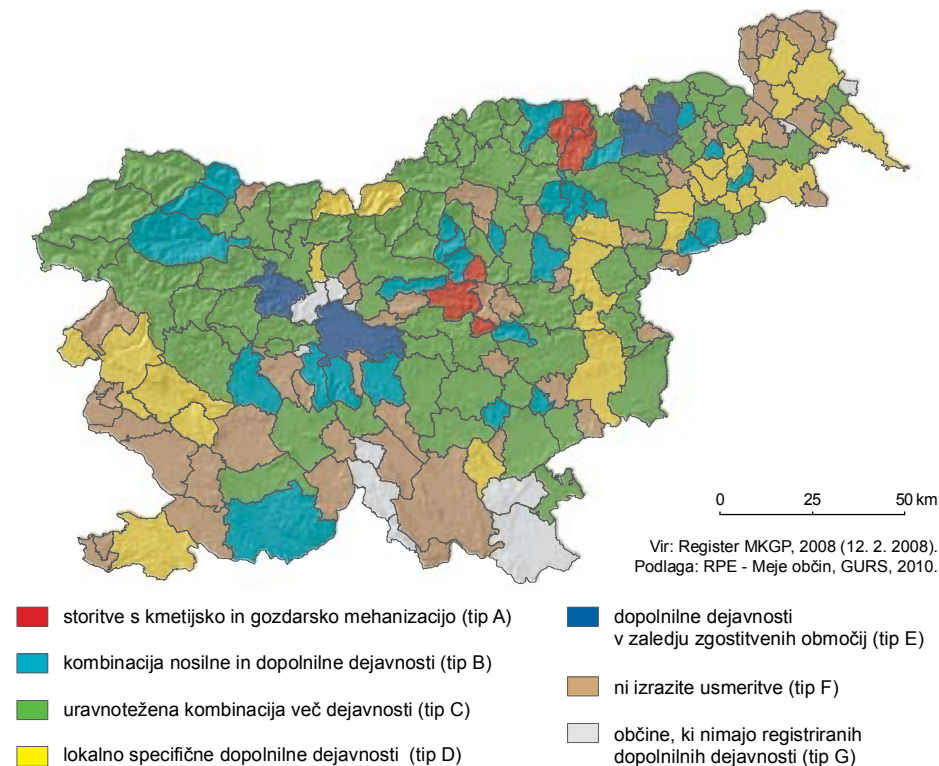 0 25 50 km
Vir: Register MKGP, 2008 (12. 2. 2008).
Podlaga: RPE - Meje občin, GURS, 2010.
storitve s kmetijsko in gozdarsko mehanizacijo (tip A)
kombinacija nosilne in dopolnilne dejavnosti (tip B)
uravnotežena kombinacija več dejavnosti (tip C)
lokalno specifične dopolnilne dejavnosti (tip D)
dopolnilne dejavnosti
v zaledju zgostitvenih območij (tip E)
ni izrazite usmeritve (tip F)
občine, ki nimajo registriranih
dopolnilnih dejavnosti (tip G)